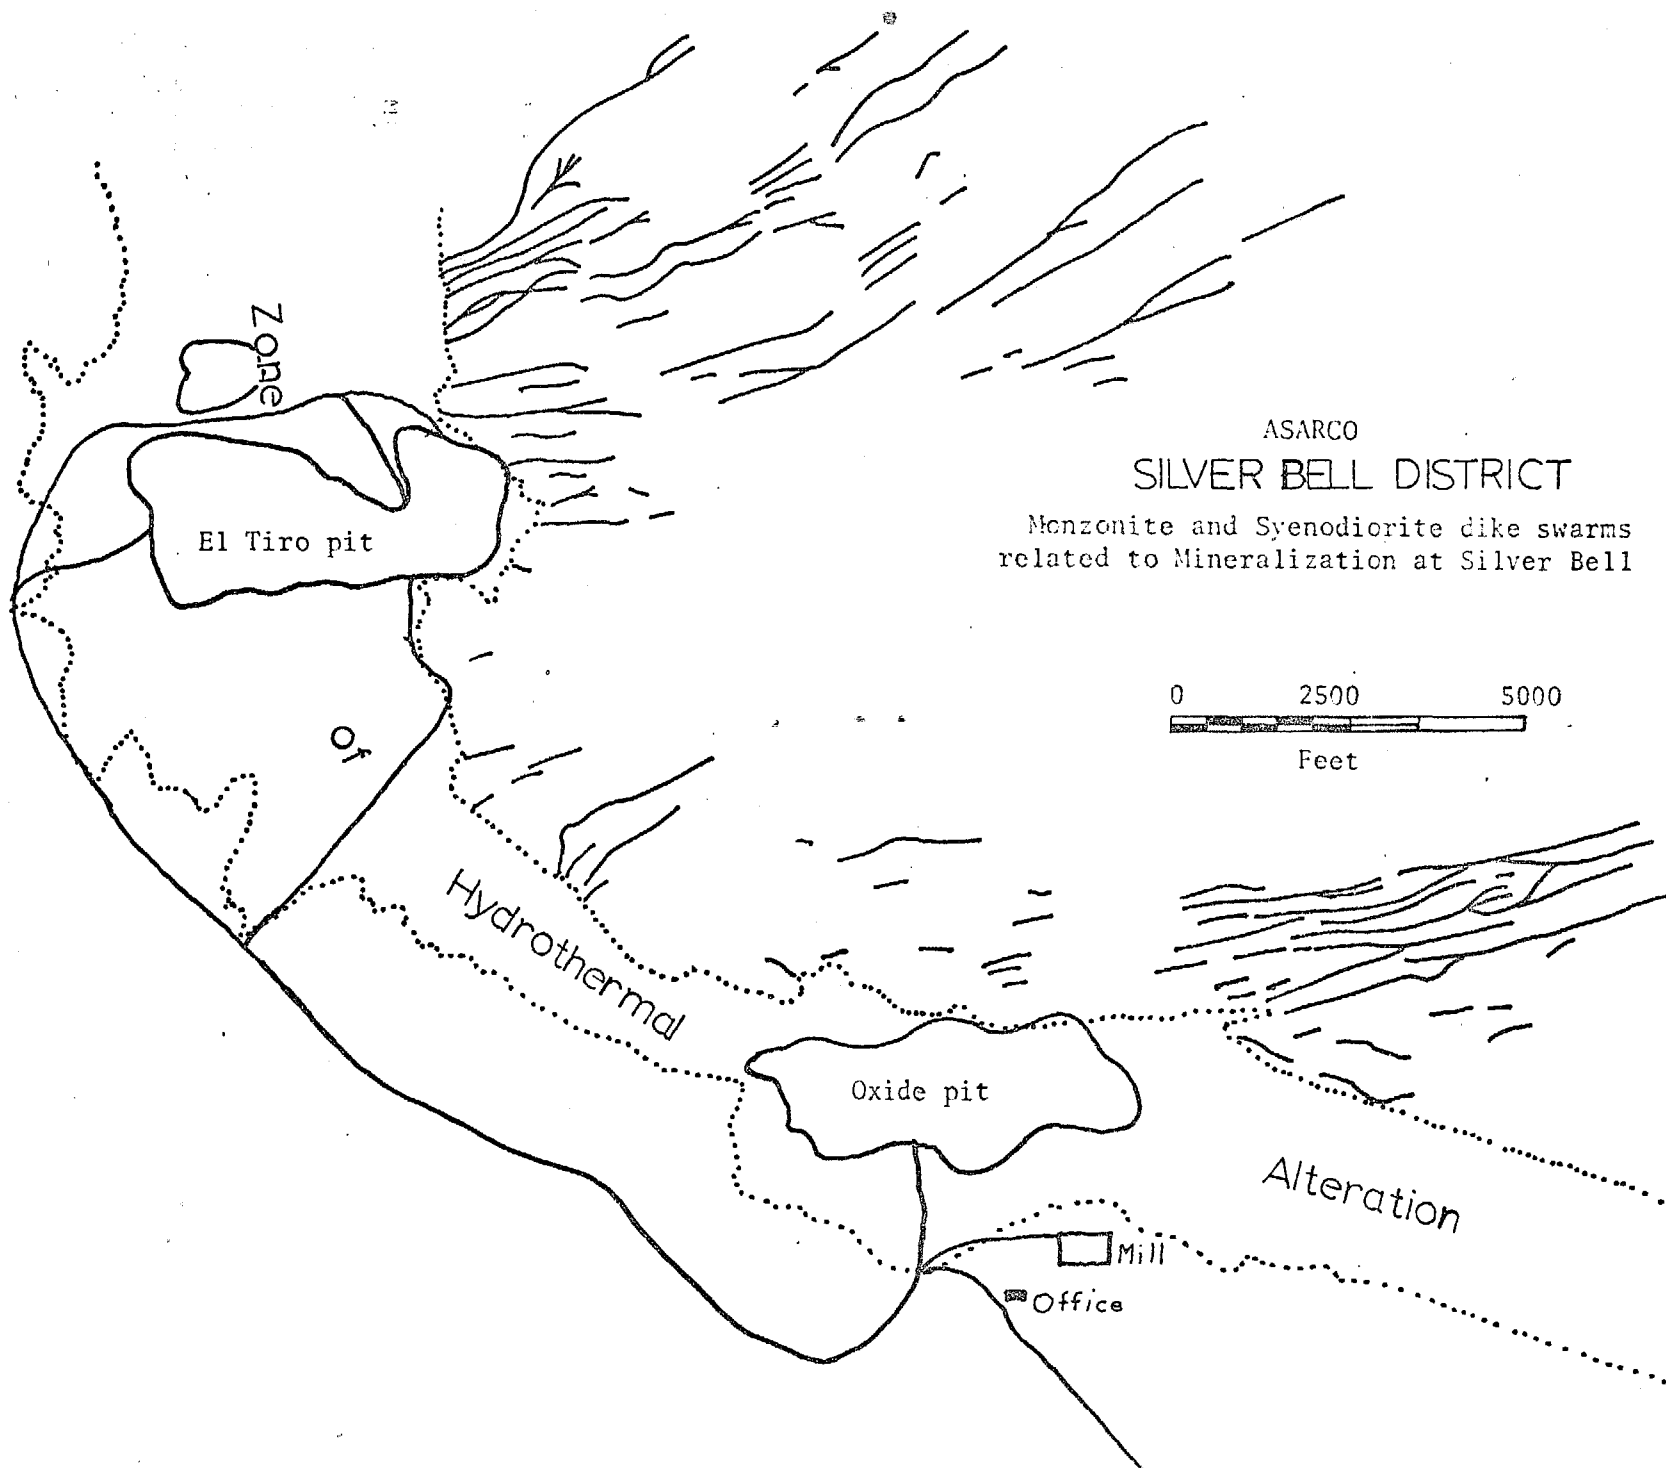 Zone
ASARCO
SILVER BELL DISTRICT
Monzonite and Syenodiorite dike swarms
related to Mineralization at Silver Bell
El Tiro pit
0 2500 5000
Feet
Of
Hydrothermal
Oxide pit
Alteration
Mill
Office